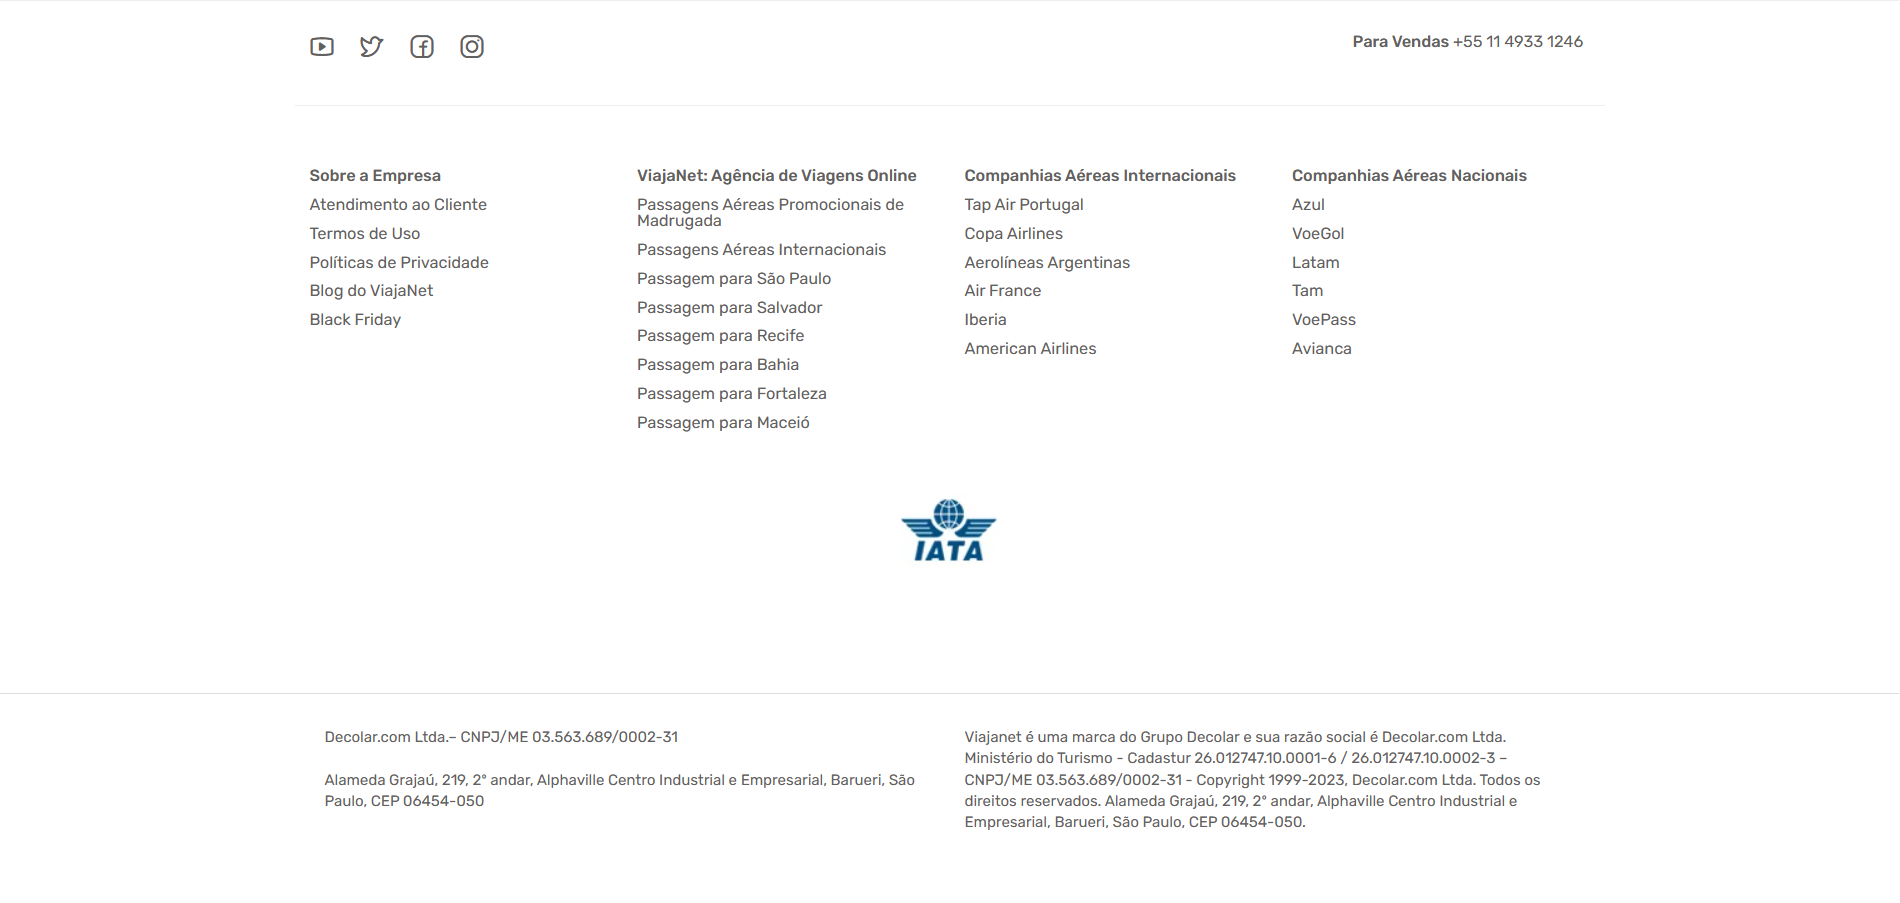 Para Vendas +55 11 4933 1246
Sobre a Empresa
Atendimento ao Cliente
Termos de Uso
Políticas de Privacidade
Blog do ViajaNet
Black Friday
ViajaNet: Agência de Viagens Online
Passagens Aéreas Promocionais de
Madrugada
Passagens Aéreas Internacionais
Passagem para São Paulo
Passagem para Salvador
Passagem para Recife
Passagem para Bahia
Passagem para Fortaleza
Passagem para Maceió
Companhias Aéreas Internacionais
Tap Air Portugal
Copa Airlines
Aerolíneas Argentinas
Air France
Iberia
American Airlines
Companhias Aéreas Nacionais
Azul
VoeGol
Latam
Tam
VoePass
Avianca
IATA
Decolar.com Ltda.– CNPJ/ME 03.563.689/0002-31
Alameda Grajaú, 219, 2º andar, Alphaville Centro Industrial e Empresarial, Barueri, São
Paulo, CEP 06454-050
Viajanet é uma marca do Grupo Decolar e sua razão social é Decolar.com Ltda.
Ministério do Turismo - Cadastur 26.012747.10.0001-6 / 26.012747.10.0002-3 –
CNPJ/ME 03.563.689/0002-31 - Copyright 1999-2023, Decolar.com Ltda. Todos os
direitos reservados. Alameda Grajaú, 219, 2º andar, Alphaville Centro Industrial e
Empresarial, Barueri, São Paulo, CEP 06454-050.